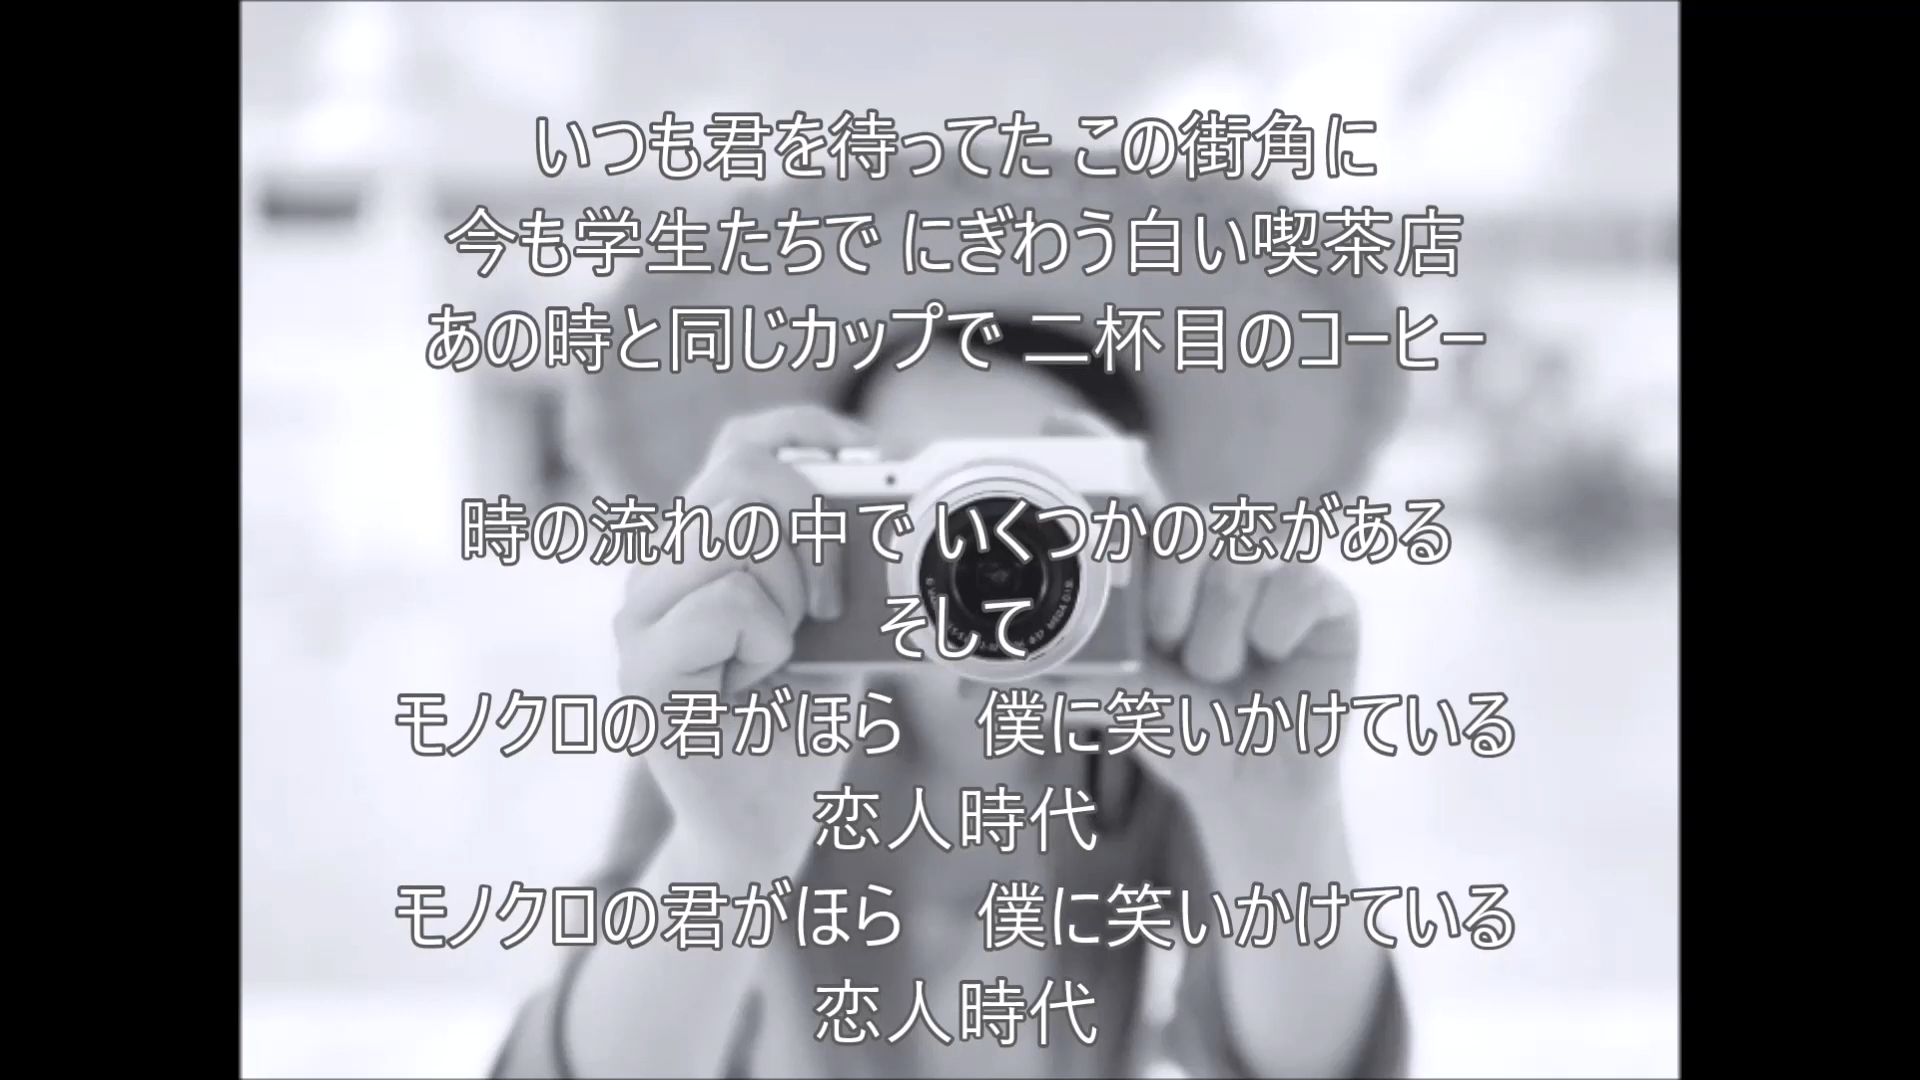 いつも君を待ってた この街角に
今も学生たちで にぎわう白い喫茶店
あの時と同じカップで 二杯目のコーヒー
時の流れの中で いくつかの恋がある
そして
モノクロの君がほら　僕に笑いかけている
恋人時代
モノクロの君がほら　僕に笑いかけている
恋人時代